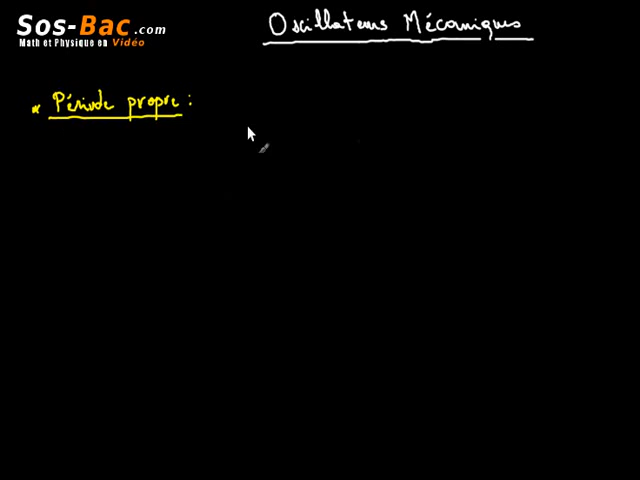 Sos-Bac.com
Math et Physique en Vidéo
Oscillateurs Mécaniques
* Période propre :